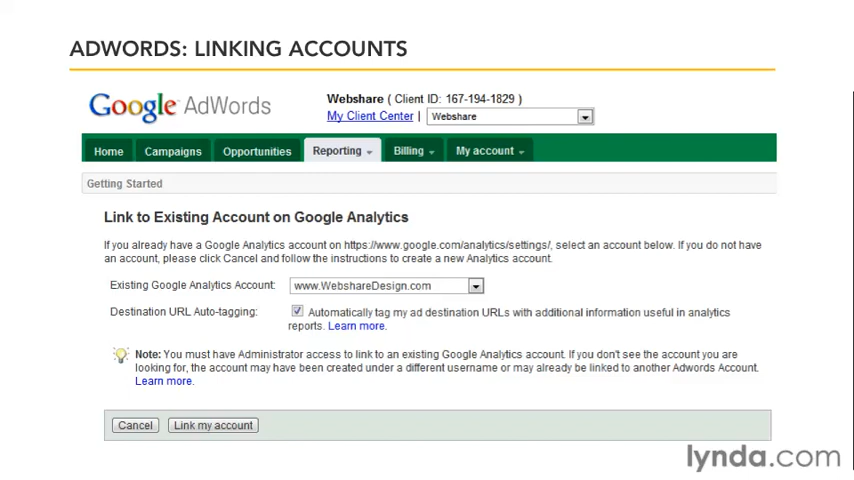 ADWORDS: LINKING ACCOUNTS
Google AdWords
Webshare ( Client ID: 167-194-1829 )
My Client Center | Webshare
Home Campaigns Opportunities Reporting Billing My account
Getting Started
Link to Existing Account on Google Analytics
If you already have a Google Analytics account on https://www.google.com/analytics/settings/, select an account below. If you do not have
an account, please click Cancel and follow the instructions to create a new Analytics account.
Existing Google Analytics Account: www.WebshareDesign.com
Destination URL Auto-tagging: Automatically tag my ad destination URLs with additional information useful in analytics
reports. Learn more.
Note: You must have Administrator access to link to an existing Google Analytics account. If you don't see the account you are
looking for, the account may have been created under a different username or may already be linked to another Adwords Account.
Learn more.
Cancel Link my account
lynda.com